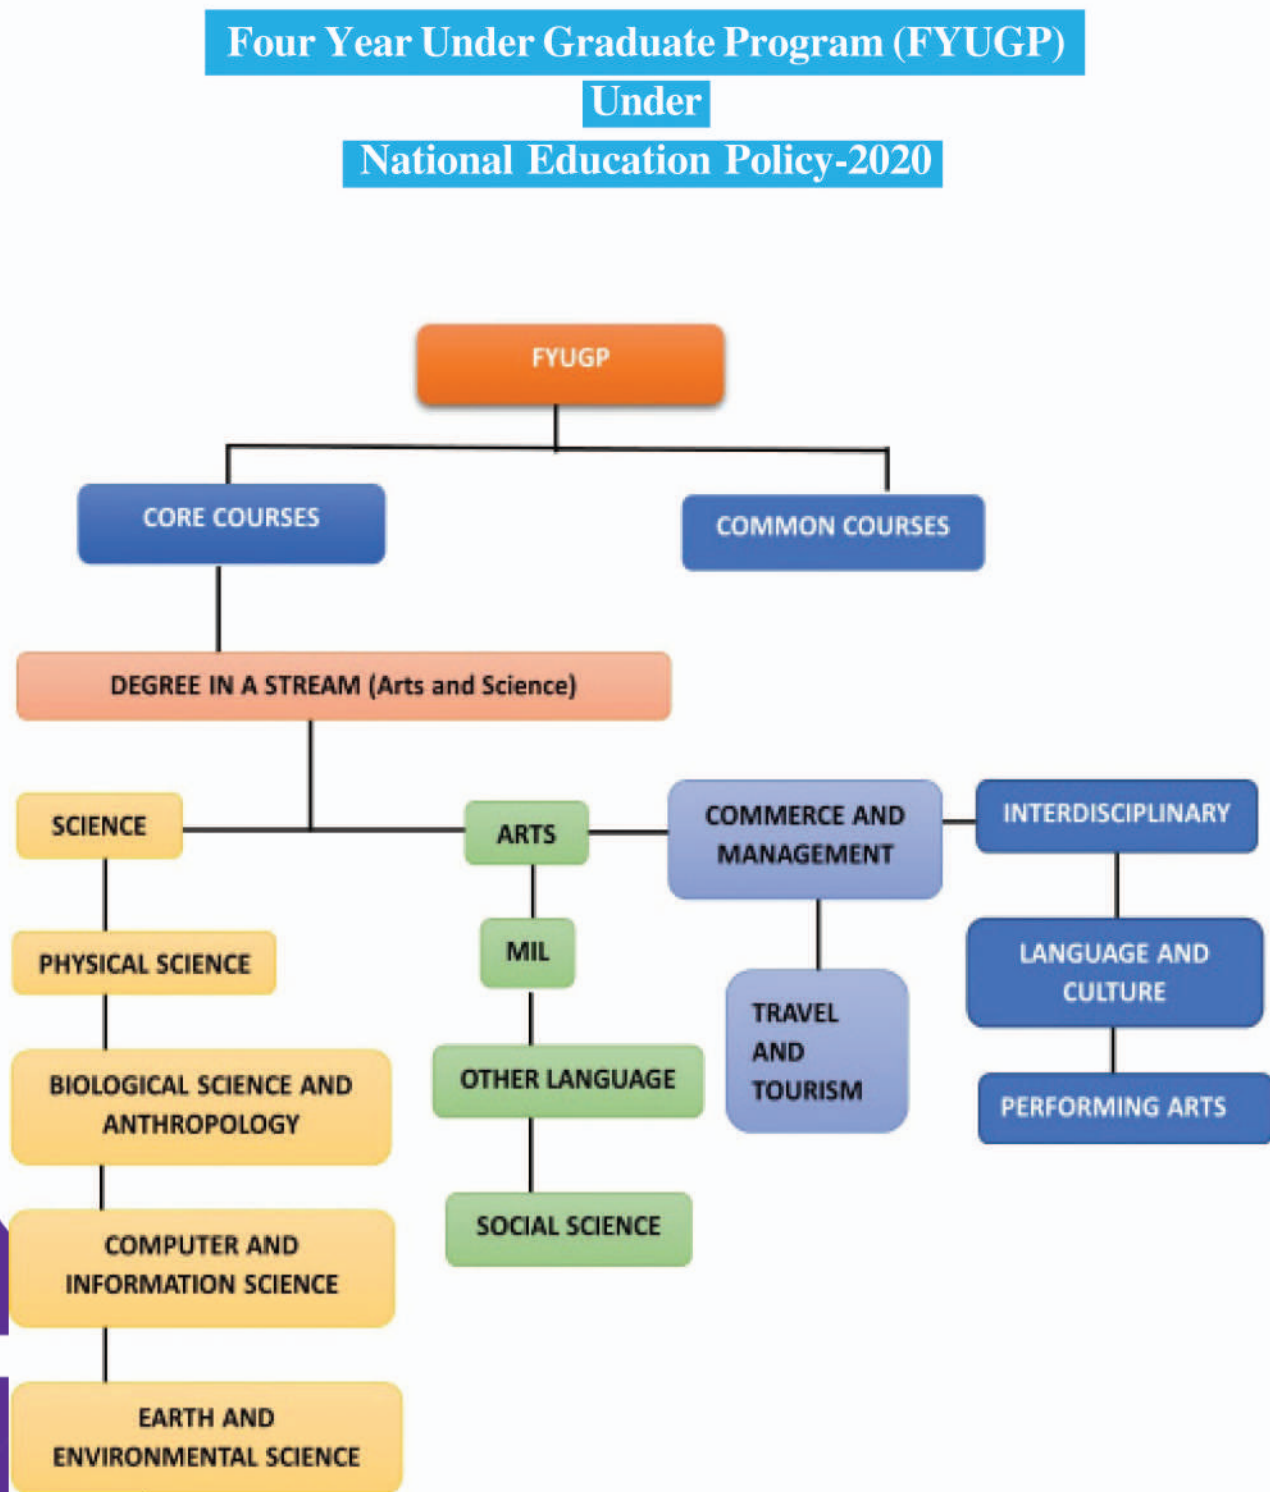 Four Year Under Graduate Program (FYUGP)
Under
National Education Policy-2020
FYUGP
CORE COURSES
COMMON COURSES
DEGREE IN A STREAM (Arts and Science)
SCIENCE
ARTS
COMMERCE AND
MANAGEMENT
INTERDISCIPLINARY
PHYSICAL SCIENCE
MIL
TRAVEL
AND
TOURISM
LANGUAGE AND
CULTURE
BIOLOGICAL SCIENCE AND
ANTHROPOLOGY
OTHER LANGUAGE
PERFORMING ARTS
COMPUTER AND
INFORMATION SCIENCE
SOCIAL SCIENCE
EARTH AND
ENVIRONMENTAL SCIENCE